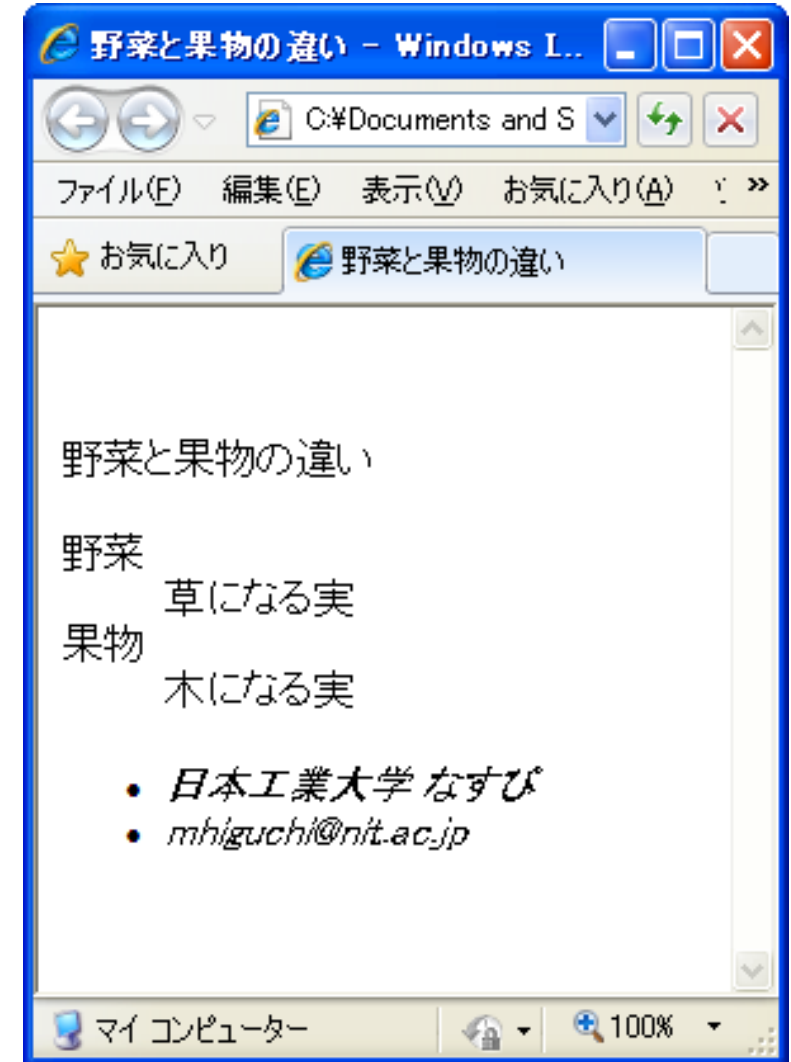 野菜と果物の違い - Windows I...
C:¥Documents and S
ファイル(F) 編集(E) 表示(V) お気に入り(A) »
お気に入り 野菜と果物の違い
野菜と果物の違い
野菜
草になる実
果物
木になる実
• 日本工業大学 なすび
• mhiguchi@nit.ac.jp
マイ コンピューター 100%